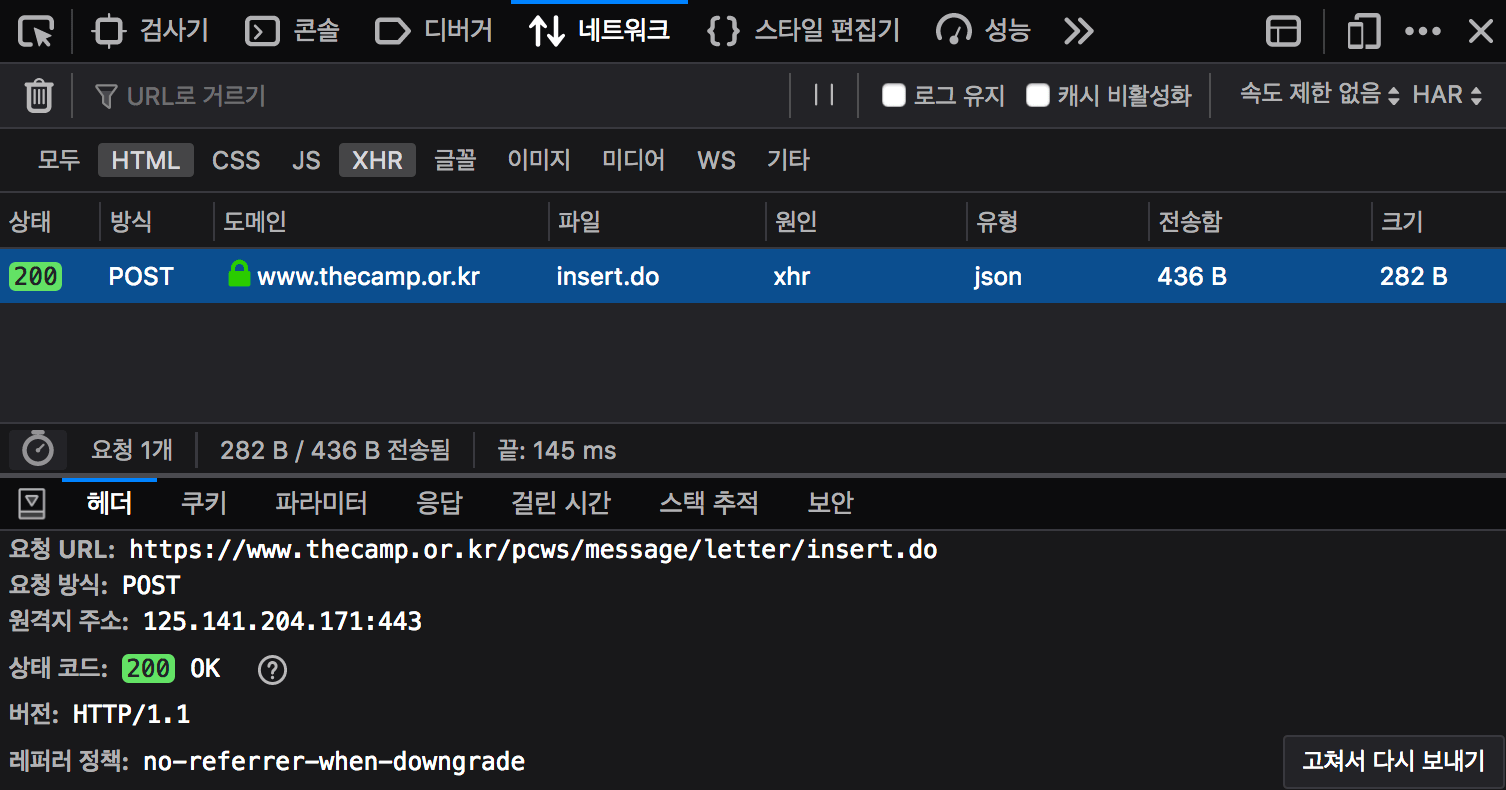 검사기 콘솔 디버거 네트워크 {} 스타일 편집기 성능
URL로 거르기 로그 유지 캐시 비활성화 속도 제한 없음 HAR
모두 HTML CSS JS XHR 글꼴 이미지 미디어 WS 기타
상태 방식 도메인 파일 원인 유형 전송함 크기
200 POST www.thecamp.or.kr insert.do xhr json 436 B 282 B
요청 1개 282 B / 436 B 전송됨 끝: 145 ms
헤더 쿠키 파라미터 응답 걸린 시간 스택 추적 보안
요청 URL: https://www.thecamp.or.kr/pcws/message/letter/insert.do
요청 방식: POST
원격지 주소: 125.141.204.171:443
상태 코드: 200 OK ?
버전: HTTP/1.1
레퍼러 정책: no-referrer-when-downgrade
고쳐서 다시 보내기